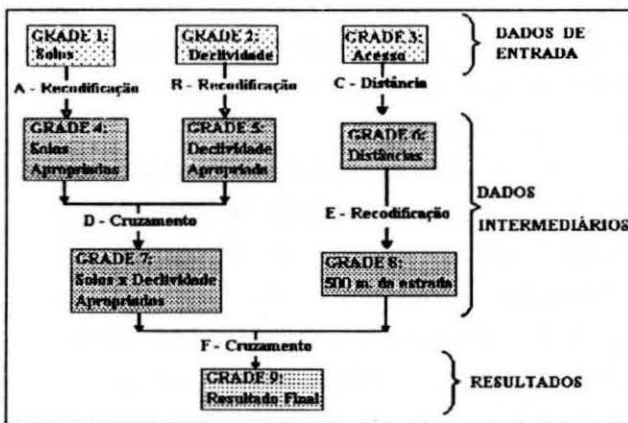 GRADE 1:
Solos
GRADE 2:
Declividade
GRADE 3:
Acesso
DADOS DE
ENTRADA
A - Recodificação
B - Recodificação
C - Distância
GRADE 4:
Solos
Apropriados
GRADE 5:
Declividade
Apropriada
GRADE 6:
Distâncias
D - Cruzamento
E - Recodificação
DADOS
INTERMEDIÁRIOS
GRADE 7:
Solos x Declividade
Apropriados
GRADE 8:
500 m. da estrada
F - Cruzamento
GRADE 9:
Resultado Final
RESULTADOS